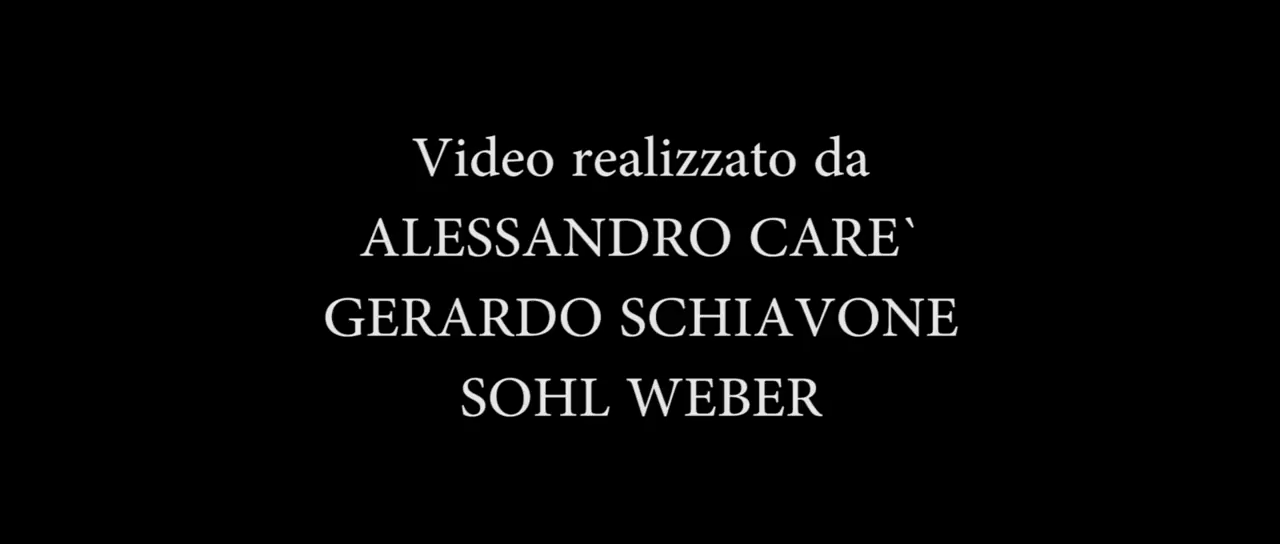 Video realizzato da
ALESSANDRO CARE`
GERARDO SCHIAVONE
SOHL WEBER